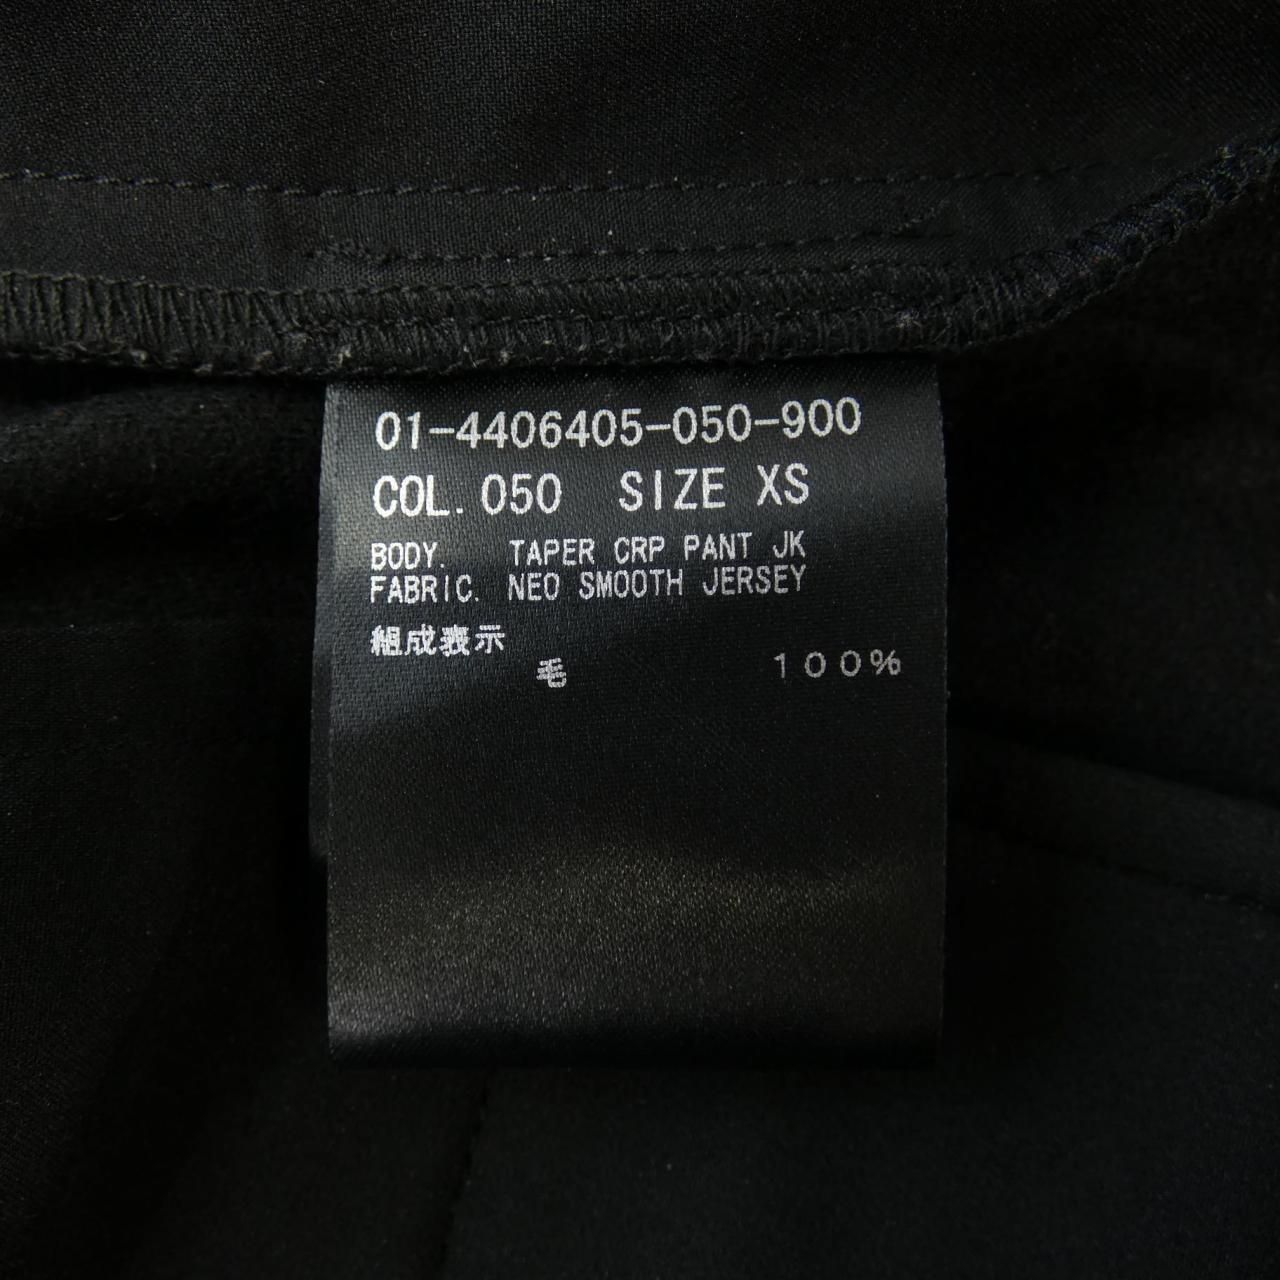 01-4406405-050-900
COL. 050 SIZE XS
BODY. TAPER CRP PANT JK
FABRIC. NEO SMOOTH JERSEY
組成表示
毛 100%